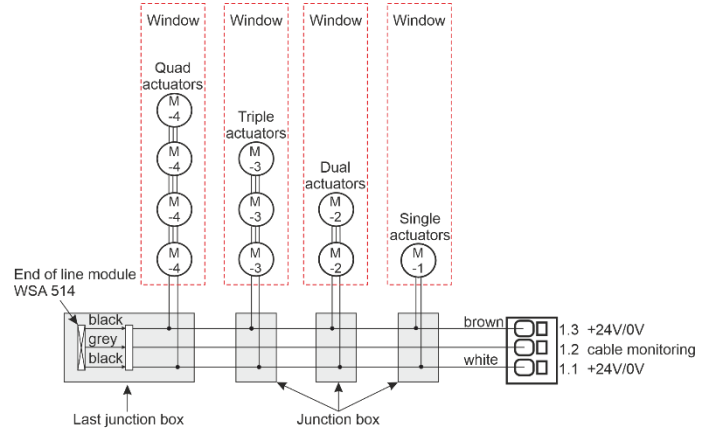 Window
Window
Window
Window
Quad
actuators
M
-4
M
-4
M
-4
M
-4
Triple
actuators
M
-3
M
-3
M
-3
Dual
actuators
M
-2
M
-2
Single
actuators
M
-1
End of line module
WSA 514
black
grey
black
brown
white
1.3 +24V/0V
1.2 cable monitoring
1.1 +24V/0V
Last junction box
Junction box